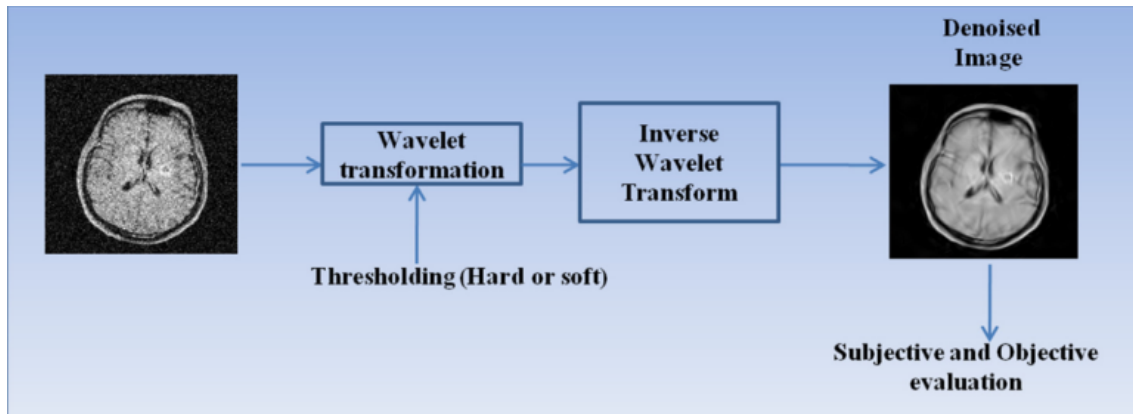 Denoised
Image
Wavelet
transformation
Inverse
Wavelet
Transform
Thresholding (Hard or soft)
Subjective and Objective
evaluation